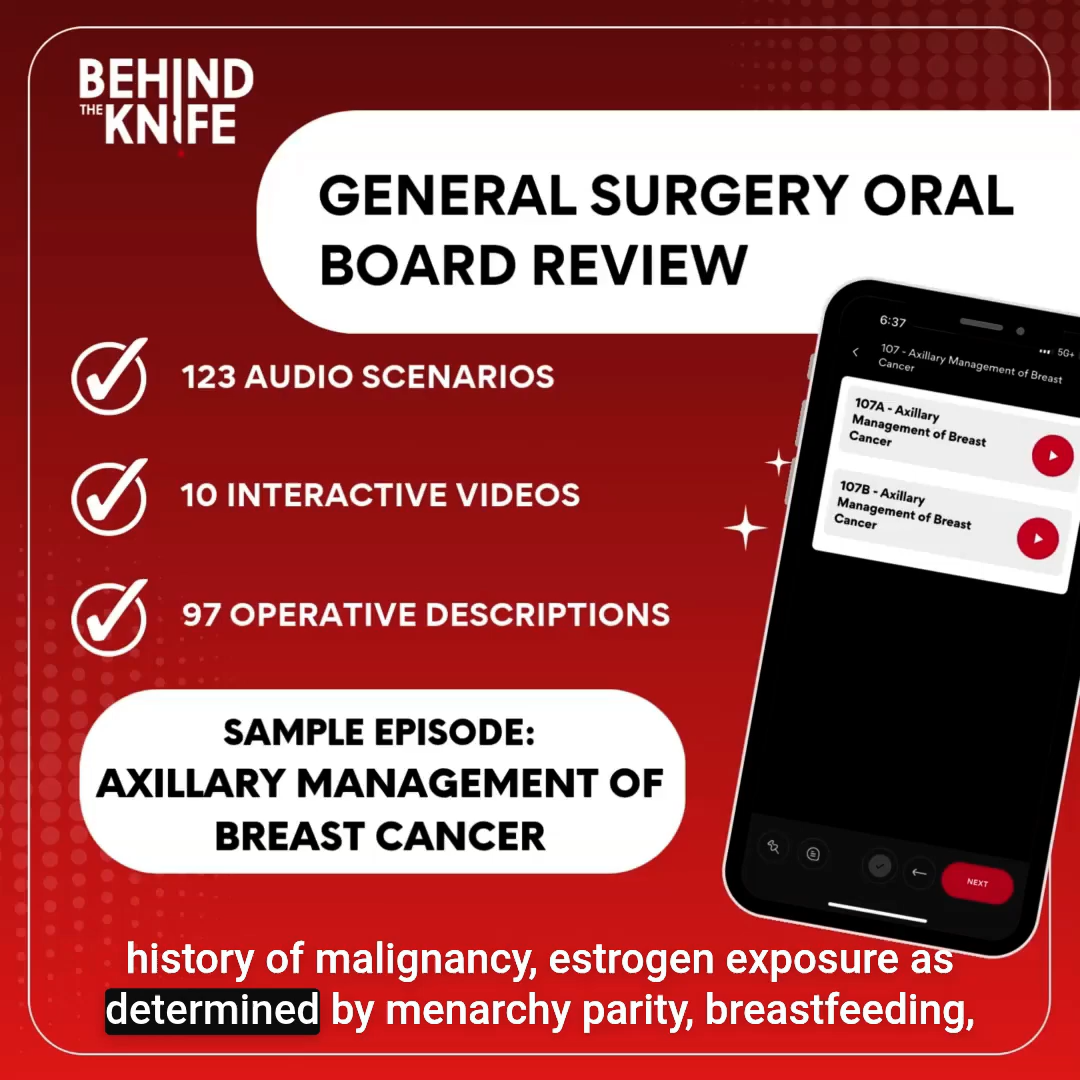 BEHIND
THE KNIFE
GENERAL SURGERY ORAL
BOARD REVIEW
123 AUDIO SCENARIOS
10 INTERACTIVE VIDEOS
97 OPERATIVE DESCRIPTIONS
SAMPLE EPISODE:
AXILLARY MANAGEMENT OF
BREAST CANCER
6:37
5G+
107 - Axillary Management of Breast
Cancer
107A - Axillary
Management of Breast
Cancer
107B - Axillary
Management of Breast
Cancer
NEXT
history of malignancy, estrogen exposure as
determined by menarchy parity, breastfeeding,